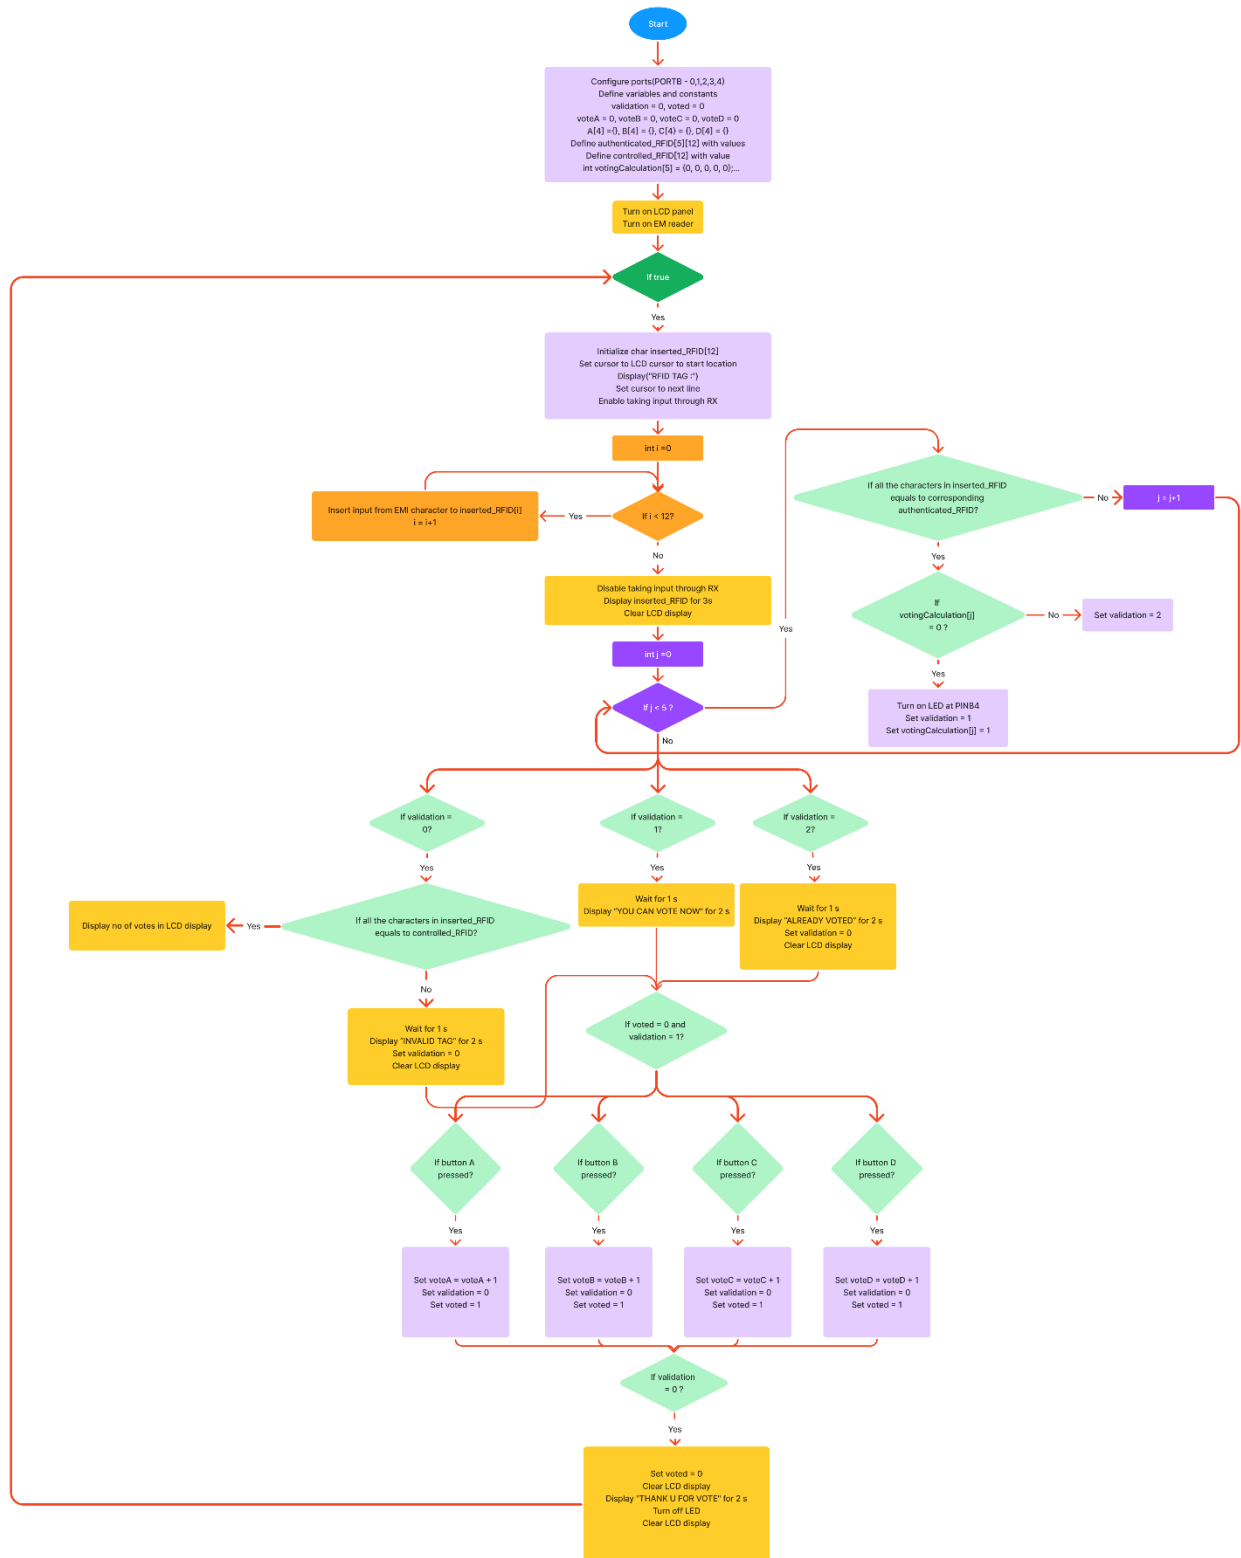 Start
Configure ports(PORTB - 0,1,2,3,4)
Define variables and constants
validation = 0, voted = 0
voteA = 0, voteB = 0, voteC = 0, voteD = 0
A[4] ={}, B[4] = {}, C[4} = {}, D[4] = {}
Define authenticated_RFID[5][12] with values
Define controlled_RFID[12] with value
int votingCalculation[5] = {0, 0, 0, 0, 0};...
Turn on LCD panel
Turn on EM reader
If true
Yes
Initialize char inserted_RFID[12]
Set cursor to LCD cursor to start location
Display("RFID TAG :")
Set cursor to next line
Enable taking input through RX
int i =0
If i < 12?
Yes
Insert input from EMI character to inserted_RFID[i]
i = i+1
No
Disable taking input through RX
Display inserted_RFID for 3s
Clear LCD display
int j =0
If j < 5 ?
Yes
If all the characters in inserted_RFID
equals to corresponding
authenticated_RFID?
No
j = j+1
Yes
If
votingCalculation[j]
= 0 ?
No
Set validation = 2
Yes
Turn on LED at PINB4
Set validation = 1
Set votingCalculation[j] = 1
No
If validation =
0?
If validation =
1?
If validation =
2?
Yes
Yes
Yes
If all the characters in inserted_RFID
equals to controlled_RFID?
Yes
Display no of votes in LCD display
No
Wait for 1 s
Display "INVALID TAG" for 2 s
Set validation = 0
Clear LCD display
Wait for 1 s
Display "YOU CAN VOTE NOW" for 2 s
Wait for 1 s
Display "ALREADY VOTED" for 2 s
Set validation = 0
Clear LCD display
If voted = 0 and
validation = 1?
If button A
pressed?
If button B
pressed?
If button C
pressed?
If button D
pressed?
Yes
Yes
Yes
Yes
Set voteA = voteA + 1
Set validation = 0
Set voted = 1
Set voteB = voteB + 1
Set validation = 0
Set voted = 1
Set voteC = voteC + 1
Set validation = 0
Set voted = 1
Set voteD = voteD + 1
Set validation = 0
Set voted = 1
If validation
= 0 ?
Yes
Set voted = 0
Clear LCD display
Display "THANK U FOR VOTE" for 2 s
Turn off LED
Clear LCD display